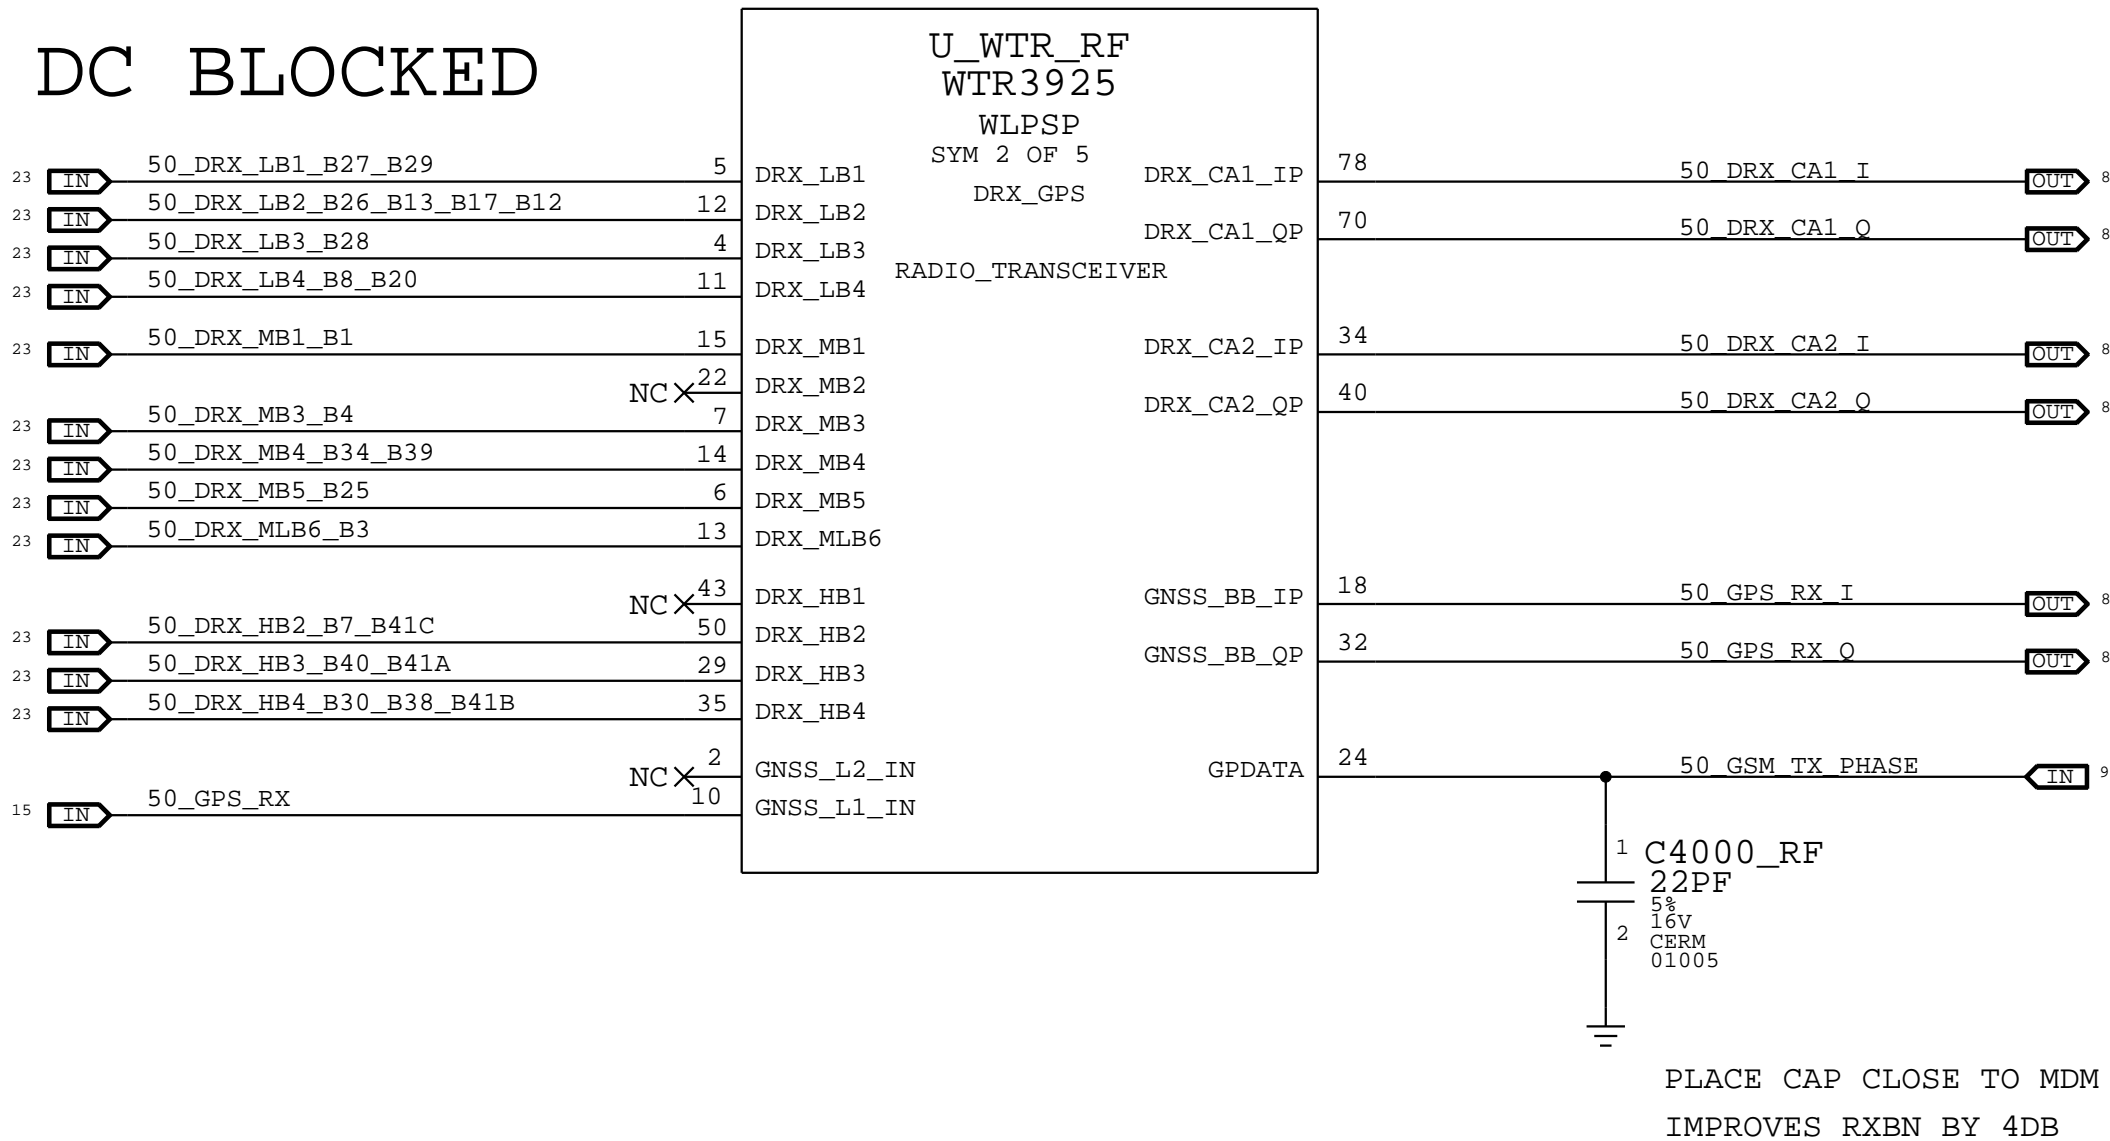 DC BLOCKED
U_WTR_RF
WTR3925
WLPSP
SYM 2 OF 5
DRX_GPS
RADIO_TRANSCEIVER
23 IN 50_DRX_LB1_B27_B29 5 DRX_LB1
23 IN 50_DRX_LB2_B26_B13_B17_B12 12 DRX_LB2
23 IN 50_DRX_LB3_B28 4 DRX_LB3
23 IN 50_DRX_LB4_B8_B20 11 DRX_LB4
23 IN 50_DRX_MB1_B1 15 DRX_MB1
NC 22 DRX_MB2
23 IN 50_DRX_MB3_B4 7 DRX_MB3
23 IN 50_DRX_MB4_B34_B39 14 DRX_MB4
23 IN 50_DRX_MB5_B25 6 DRX_MB5
23 IN 50_DRX_MLB6_B3 13 DRX_MLB6
NC 43 DRX_HB1
23 IN 50_DRX_HB2_B7_B41C 50 DRX_HB2
23 IN 50_DRX_HB3_B40_B41A 29 DRX_HB3
23 IN 50_DRX_HB4_B30_B38_B41B 35 DRX_HB4
NC 2 GNSS_L2_IN
15 IN 50_GPS_RX 10 GNSS_L1_IN
DRX_CA1_IP 78 50_DRX_CA1_I OUT 8
DRX_CA1_QP 70 50_DRX_CA1_Q OUT 8
DRX_CA2_IP 34 50_DRX_CA2_I OUT 8
DRX_CA2_QP 40 50_DRX_CA2_Q OUT 8
GNSS_BB_IP 18 50_GPS_RX_I OUT 8
GNSS_BB_QP 32 50_GPS_RX_Q OUT 8
GPDATA 24 50_GSM_TX_PHASE IN 9
1 C4000_RF
22PF
5%
16V
2 CERM
01005
PLACE CAP CLOSE TO MDM
IMPROVES RXBN BY 4DB